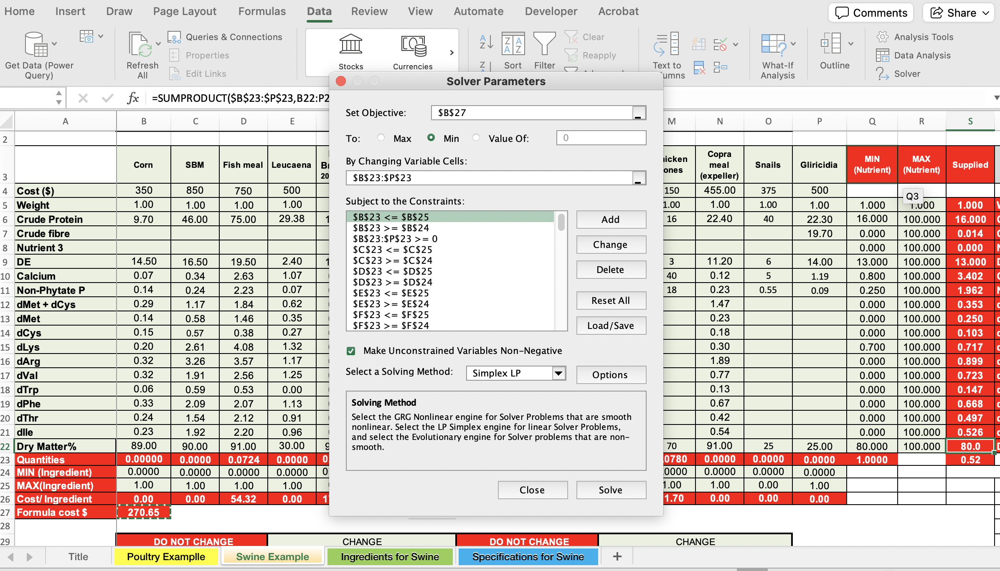 Home Insert Draw Page Layout Formulas Data Review View Automate Developer Acrobat Comments Share
Get Data (Power Query)
Refresh All
Queries & Connections
Properties
Edit Links
Stocks Currencies
Sort Filter
Clear
Reapply
Text to
What-If Analysis
Outline
Analysis Tools
Data Analysis
Solver
fx =SUMPRODUCT($B$23:$P$23,B22:P2
A B C D E M N O P Q R S
2
3 Corn SBM Fish meal Leucaena Copra meal (expeller) Snails Gliricidia MIN (Nutrient) MAX (Nutrient) Supplied
4 Cost ($) 350 850 750 500 150 455.00 375 500
Q3
5 Weight 1.00 1.00 1.00 1.00 1.00 1.00 1.00 1.00 1.000 1.000 1.000
6 Crude Protein 9.70 46.00 75.00 29.38 16 22.40 40 22.30 16.000 100.000 16.000
7 Crude fibre 19.70 0.000 100.000 0.014
8 Nutrient 3 0.000 100.000 0.000
9 DE 14.50 16.50 19.50 2.40 3 11.20 6 14.00 13.000 100.000 13.000
10 Calcium 0.07 0.34 2.63 1.07 40 0.12 5 1.19 0.800 100.000 3.402
11 Non-Phytate P 0.14 0.24 2.23 0.07 18 0.23 0.55 0.09 0.250 100.000 1.962
12 dMet + dCys 0.29 1.17 1.84 0.62 1.47 0.000 100.000 0.353
13 dMet 0.14 0.58 1.46 0.35 0.23 0.000 100.000 0.250
14 dCys 0.15 0.57 0.38 0.27 0.18 0.000 100.000 0.103
15 dLys 0.20 2.61 4.08 1.32 0.30 0.700 100.000 0.717
16 dArg 0.32 3.26 3.57 1.17 1.89 0.000 100.000 0.899
17 dVal 0.32 1.91 2.56 1.25 0.77 0.000 100.000 0.723
18 dTrp 0.06 0.59 0.53 0.00 0.13 0.000 100.000 0.147
19 dPhe 0.33 2.09 2.07 1.13 0.67 0.000 100.000 0.668
20 dThr 0.24 1.54 2.12 0.91 0.42 0.000 100.000 0.497
21 dIle 0.23 1.92 2.20 0.96 0.54 0.000 100.000 0.526
22 Dry Matter% 89.00 90.00 91.00 30.00 70 91.00 25 25.00 80.000 100.000 80.0
23 Quantities 0.00000 0.0000 0.0724 0.0000 0780 0.0000 0.0000 0.0000 1.0000 0.52
24 MIN (Ingredient) 0.0000 0.0000 0.0000 0.0000 0000 0.0000 0.0000 0.0000
25 MAX(Ingredient) 1.00 1.00 1.00 1.00 1.00 1.00 0.00 1.00
26 Cost/ Ingredient 0.00 0.00 54.32 0.00 1.70 0.00 0.00 0.00
27 Formula cost $ 270.65
28
29 DO NOT CHANGE CHANGE DO NOT CHANGE CHANGE
Title Poultry Examplle Swine Example Ingredients for Swine Specifications for Swine +
Solver Parameters
Set Objective: $B$27
To: Max Min Value Of: 0
By Changing Variable Cells:
$B$23:$P$23
Subject to the Constraints:
$B$23 <= $B$25
$B$23 >= $B$24
$B$23:$P$23 >= 0
$C$23 <= $C$25
$C$23 >= $C$24
$D$23 <= $D$25
$D$23 >= $D$24
$E$23 <= $E$25
$E$23 >= $E$24
$F$23 <= $F$25
$F$23 >= $F$24
Add
Change
Delete
Reset All
Load/Save
Make Unconstrained Variables Non-Negative
Select a Solving Method: Simplex LP Options
Solving Method
Select the GRG Nonlinear engine for Solver Problems that are smooth
nonlinear. Select the LP Simplex engine for linear Solver Problems,
and select the Evolutionary engine for Solver problems that are non-
smooth.
Close Solve